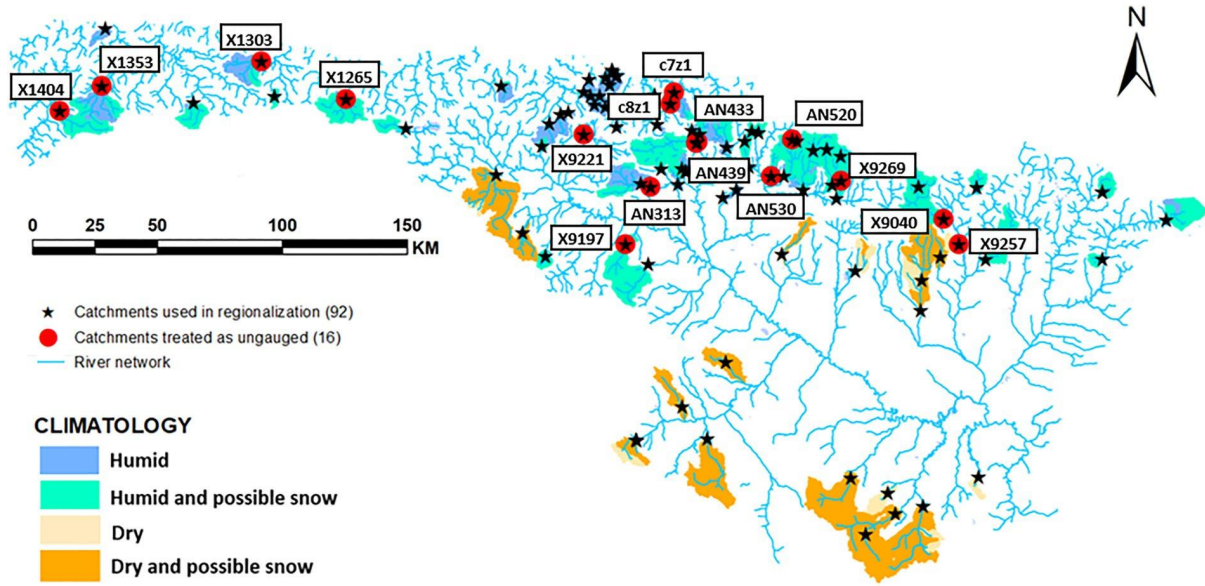 N
X1303
X1353
X1404
X1265
c7z1
c8z1
AN433
AN520
X9221
AN439
X9269
AN313
AN530
X9040
X9197
X9257
0 25 50 100 150
KM
Catchments used in regionalization (92)
Catchments treated as ungauged (16)
River network
CLIMATOLOGY
Humid
Humid and possible snow
Dry
Dry and possible snow